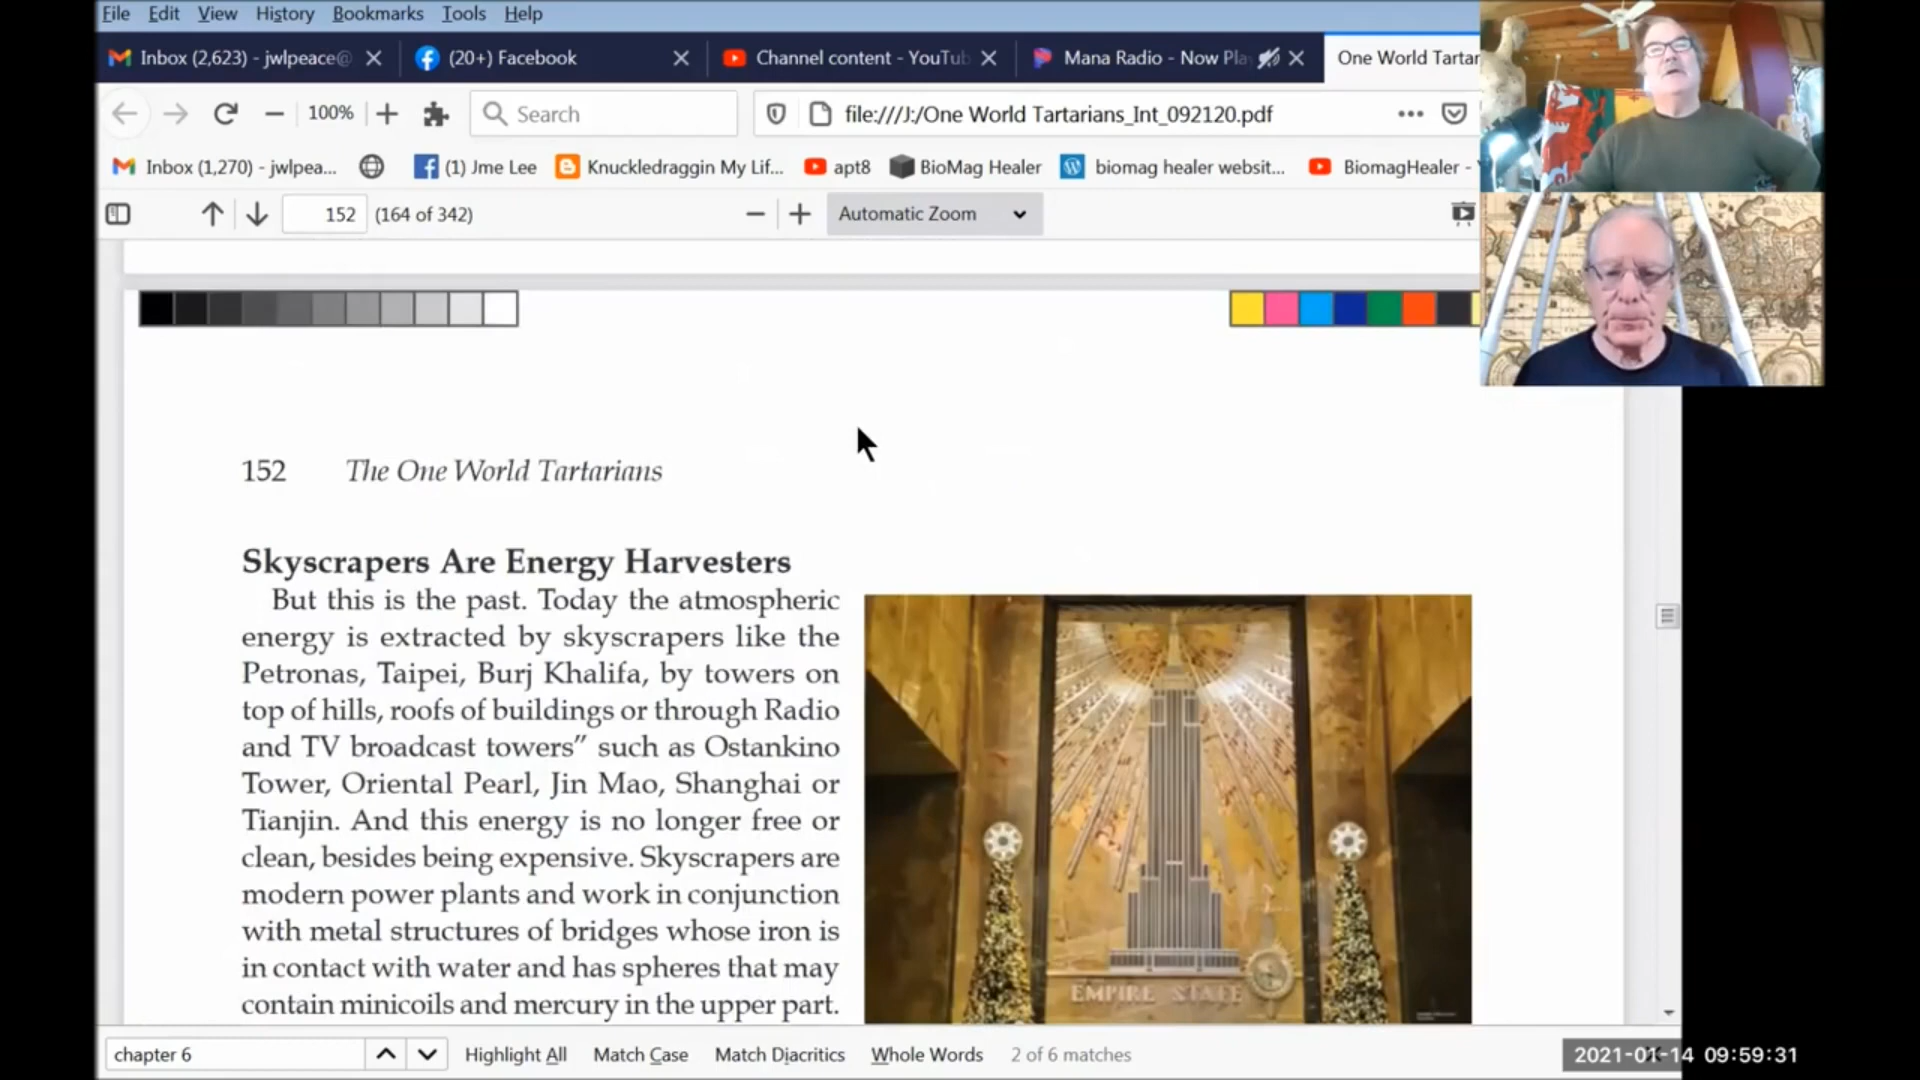 File Edit View History Bookmarks Tools Help
Inbox (2,623) - jwlpeace@ (20+) Facebook Channel content - YouTub Mana Radio - Now Pla One World Tartar
100% Search file:///J:/One World Tartarians_Int_092120.pdf
Inbox (1,270) - jwlpea... (1) Jme Lee Knuckledraggin My Lif... apt8 BioMag Healer biomag healer websit... BiomagHealer -
152 (164 of 342) Automatic Zoom
152 The One World Tartarians
Skyscrapers Are Energy Harvesters
But this is the past. Today the atmospheric
energy is extracted by skyscrapers like the
Petronas, Taipei, Burj Khalifa, by towers on
top of hills, roofs of buildings or through Radio
and TV broadcast towers” such as Ostankino
Tower, Oriental Pearl, Jin Mao, Shanghai or
Tianjin. And this energy is no longer free or
clean, besides being expensive. Skyscrapers are
modern power plants and work in conjunction
with metal structures of bridges whose iron is
in contact with water and has spheres that may
contain minicoils and mercury in the upper part.
EMPIRE STATE
chapter 6 Highlight All Match Case Match Diacritics Whole Words 2 of 6 matches
2021-01-14 09:59:31